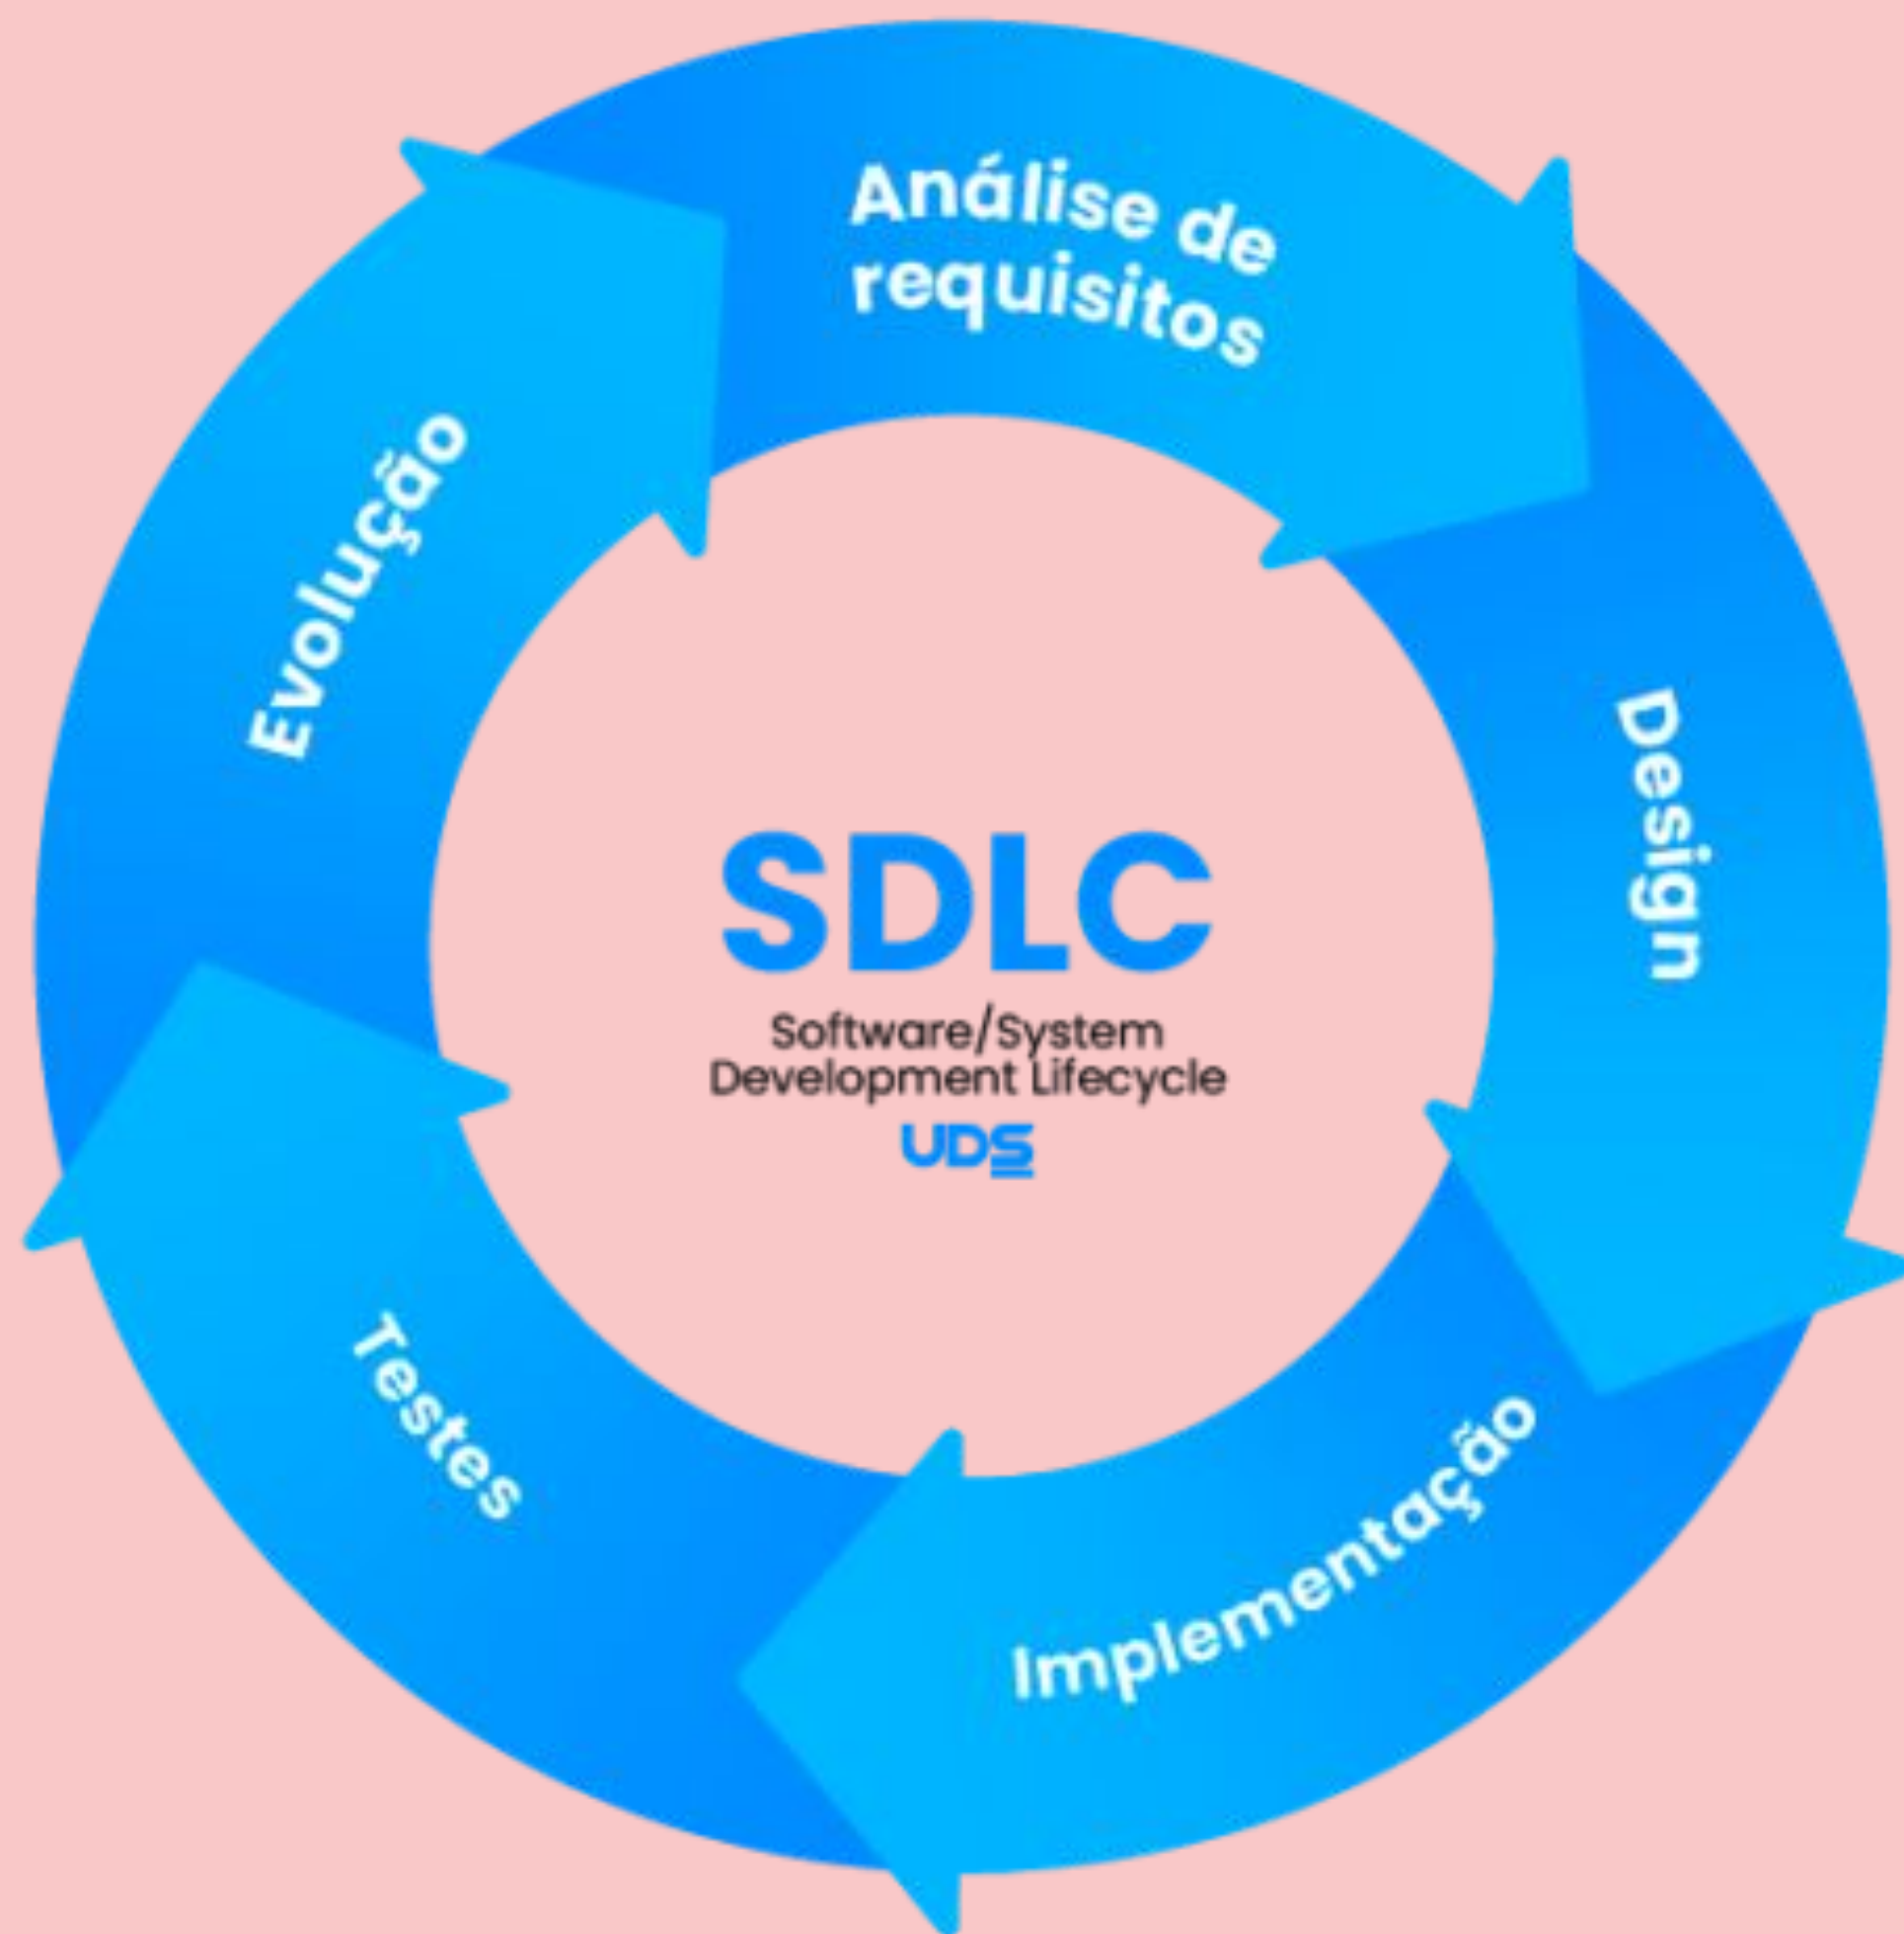 Análise de
requisitos
Design
Implementação
Testes
Evolução
SDLC
Software/System
Development Lifecycle
UDS